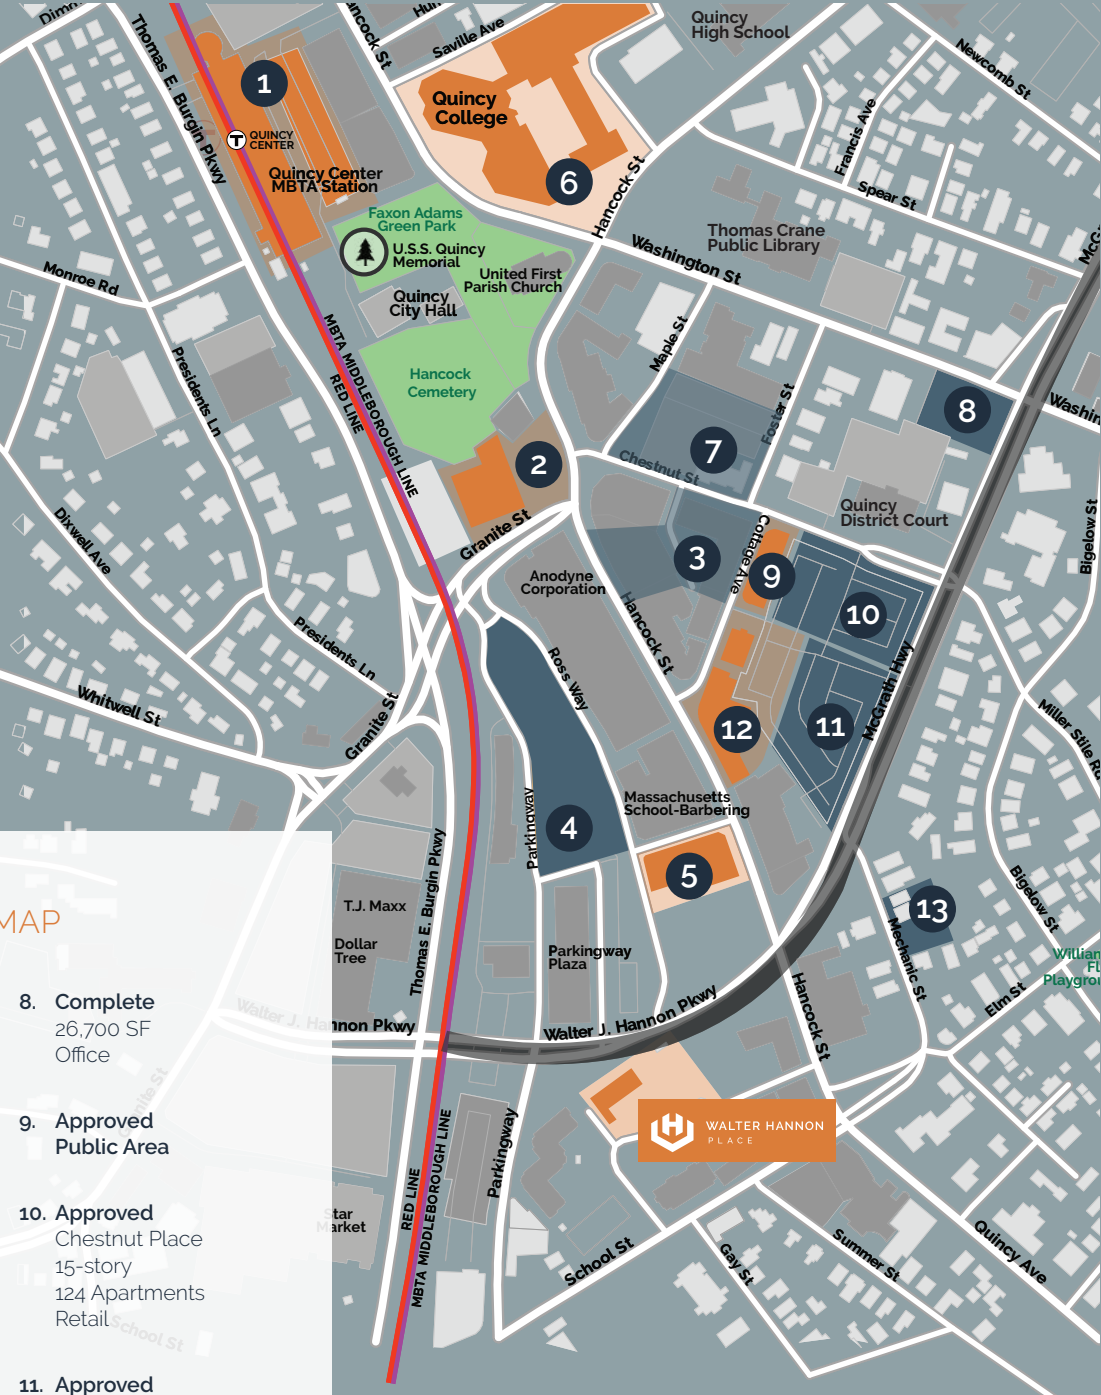 Thomas E. Burgin Pkwy
Saville Ave
Quincy
High School
Newcomb St
1
QUINCY
CENTER
T
Quincy Center
MBTA Station
Quincy
College
6
Hancock St
Francis Ave
Spear St
Faxon Adams
Green Park
U.S.S. Quincy
Memorial
United First
Parish Church
Thomas Crane
Public Library
Washington St
Monroe Rd
Quincy
City Hall
Presidents Ln
MBTA MIDDLEBOROUGH LINE
RED LINE
Hancock
Cemetery
Maple St
Foster St
8
7
Chestnut St
2
Granite St
Quincy
District Court
Bigelow St
Dixwell Ave
Anodyne
Corporation
3
Cottage Ave
9
10
Hancock St
McGrath Hwy
Presidents Ln
Ross Way
Whitwell St
Granite St
12
11
Miller Stile Rd
Massachusetts
School-Barbering
Parkingway
4
5
Thomas E. Burgin Pkwy
T.J. Maxx
Dollar
Tree
Parkingway
Plaza
13
Mechanic St
Bigelow St
Elm St
Walter J. Hannon Pkwy
Walter J. Hannon Pkwy
Hancock St
WALTER HANNON
PLACE
Parkingway
RED LINE
MBTA MIDDLEBOROUGH LINE
Star
Market
School St
School St
Gay St
Summer St
Quincy Ave
MAP
8. Complete
26,700 SF
Office
9. Approved
Public Area
10. Approved
Chestnut Place
15-story
124 Apartments
Retail
11. Approved